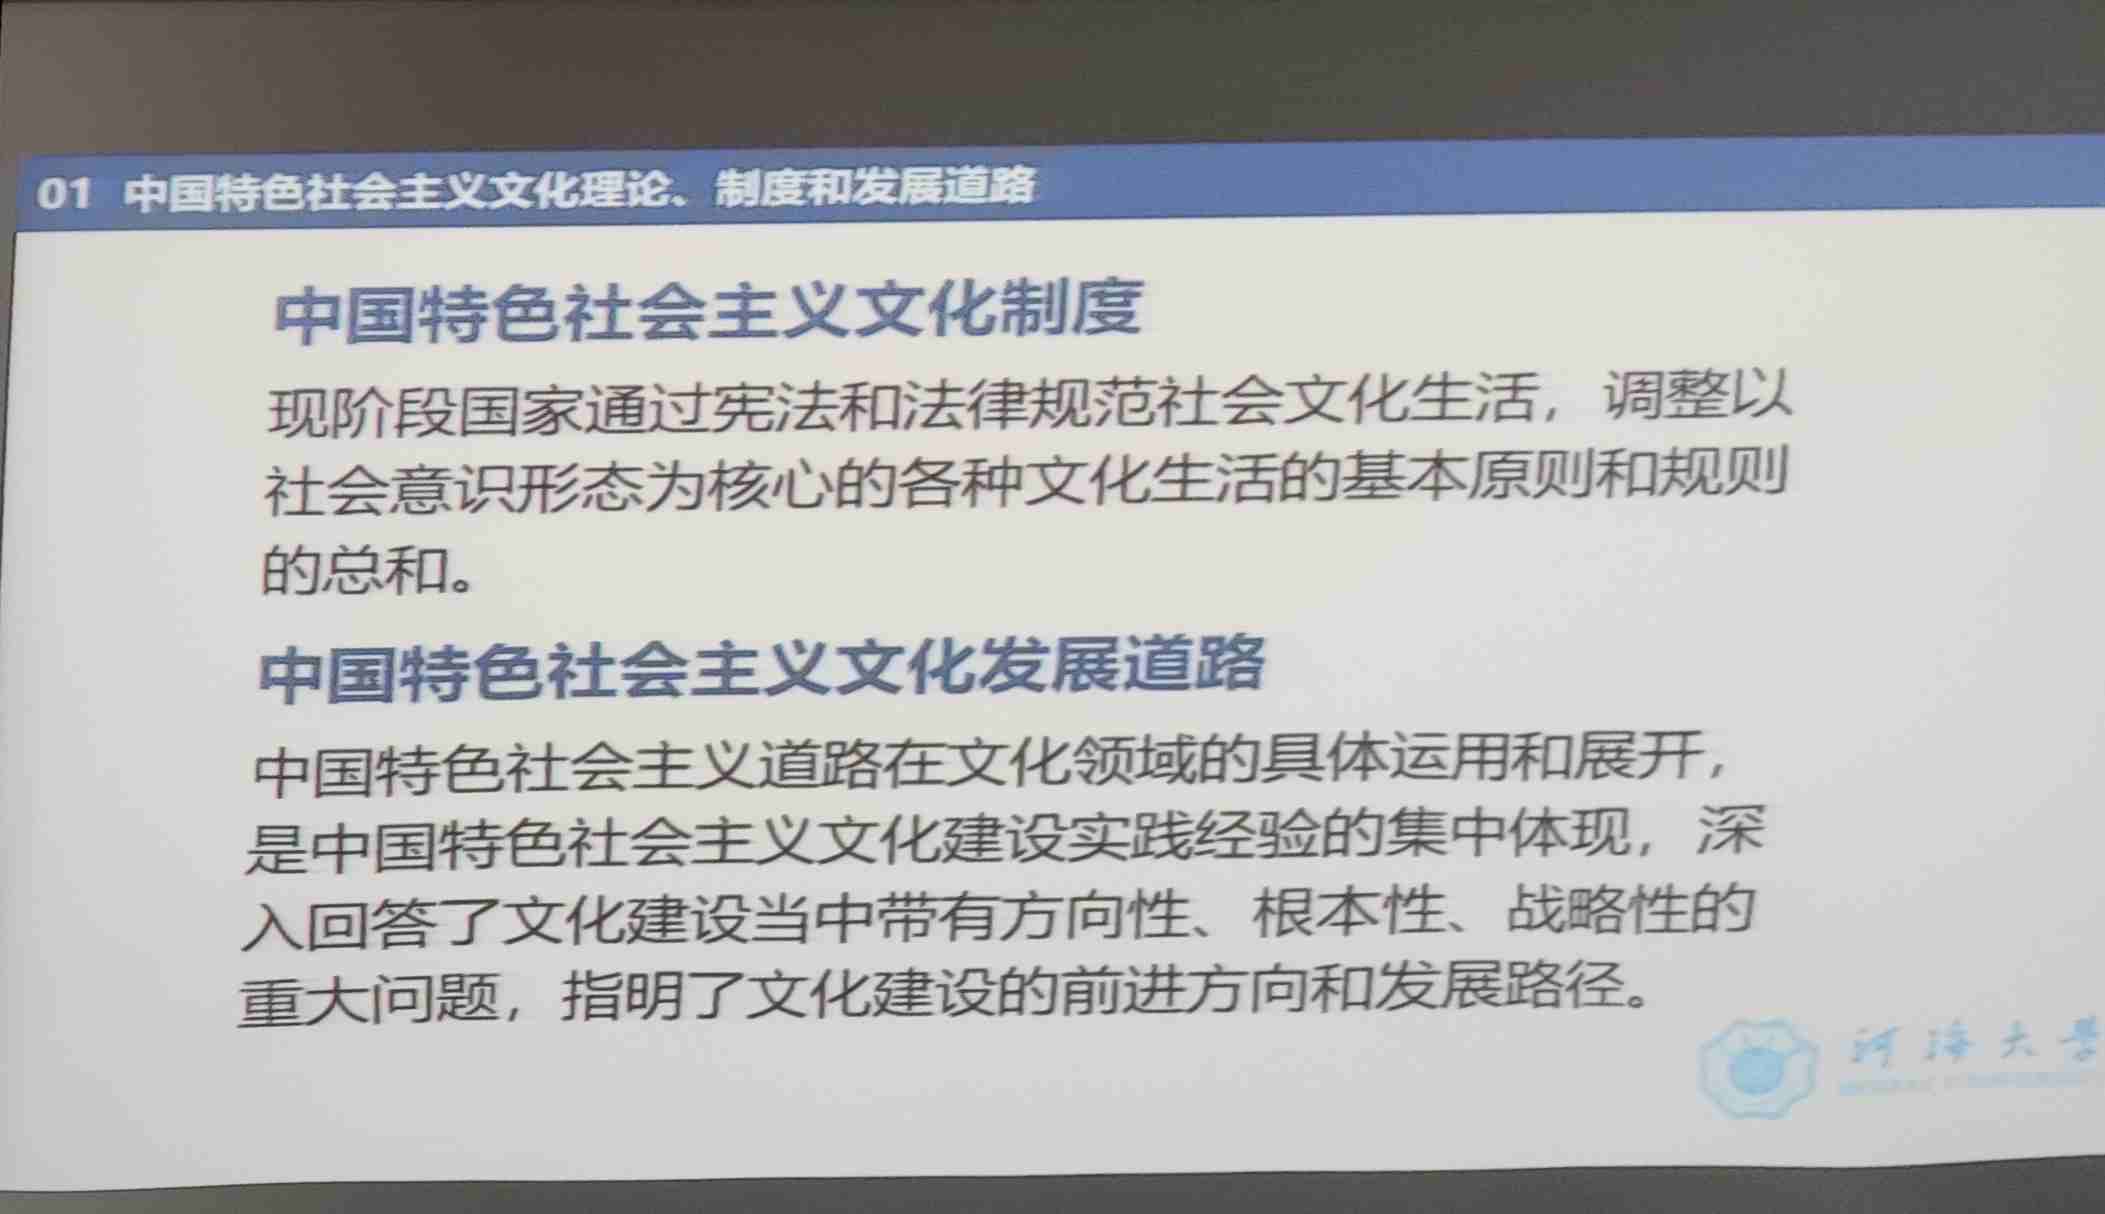 01 中国特色社会主义文化理论、制度和发展道路
中国特色社会主义文化制度
现阶段国家通过宪法和法律规范社会文化生活，调整以
社会意识形态为核心的各种文化生活的基本原则和规则
的总和。
中国特色社会主义文化发展道路
中国特色社会主义道路在文化领域的具体运用和展开，
是中国特色社会主义文化建设实践经验的集中体现，深
入回答了文化建设当中带有方向性、根本性、战略性的
重大问题，指明了文化建设的前进方向和发展路径。
河海大学